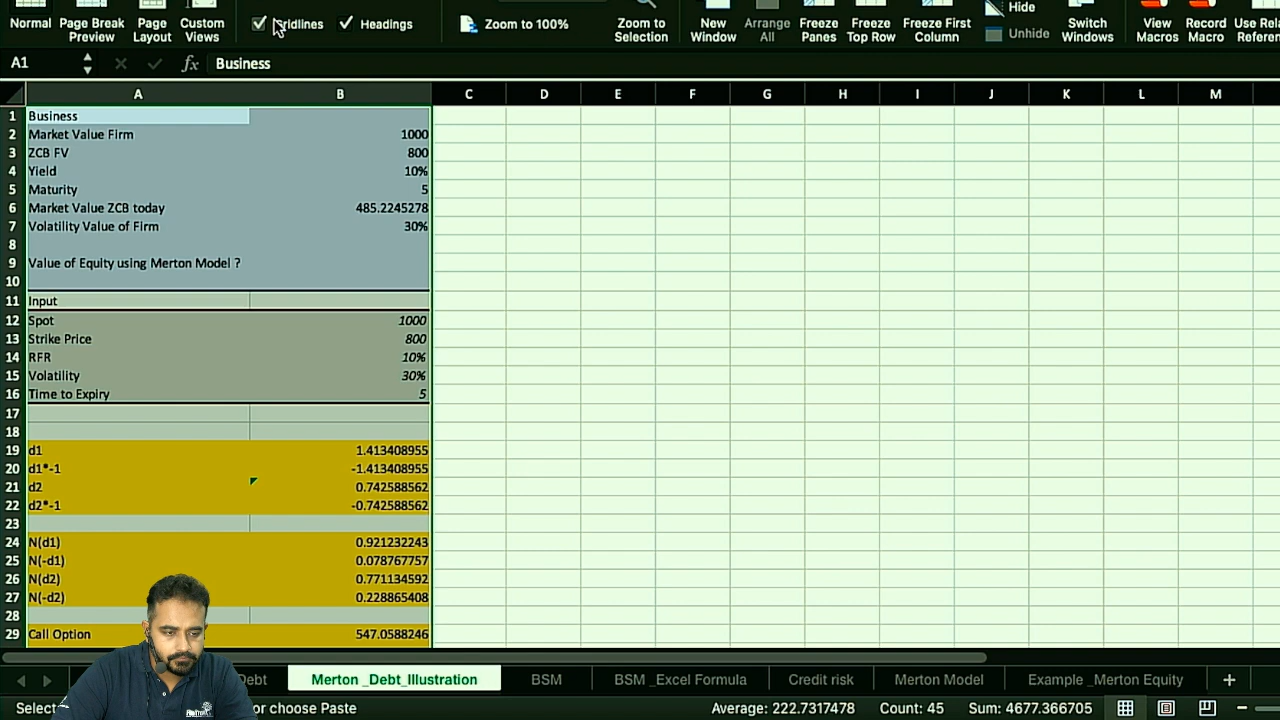 Normal Page Break Preview Page Layout Custom Views Gridlines Headings Zoom to 100% Zoom to Selection New Window Arrange All Freeze Panes Freeze Top Row Freeze First Column Hide Unhide Switch Windows View Macros Record Macro
A1 fx Business
A B C D E F G H I J K L M
1 Business
2 Market Value Firm 1000
3 ZCB FV 800
4 Yield 10%
5 Maturity 5
6 Market Value ZCB today 485.2245278
7 Volatility Value of Firm 30%
8
9 Value of Equity using Merton Model ?
10
11 Input
12 Spot 1000
13 Strike Price 800
14 RFR 10%
15 Volatility 30%
16 Time to Expiry 5
17
18
19 d1 1.413408955
20 d1*-1 -1.413408955
21 d2 0.742588562
22 d2*-1 -0.742588562
23
24 N(d1) 0.921232243
25 N(-d1) 0.078767757
26 N(d2) 0.771134592
27 N(-d2) 0.228865408
28
29 Call Option 547.0588246
Debt Merton _Debt_Illustration BSM BSM _Excel Formula Credit risk Merton Model Example _Merton Equity +
Select or choose Paste Average: 222.7317478 Count: 45 Sum: 4677.366705